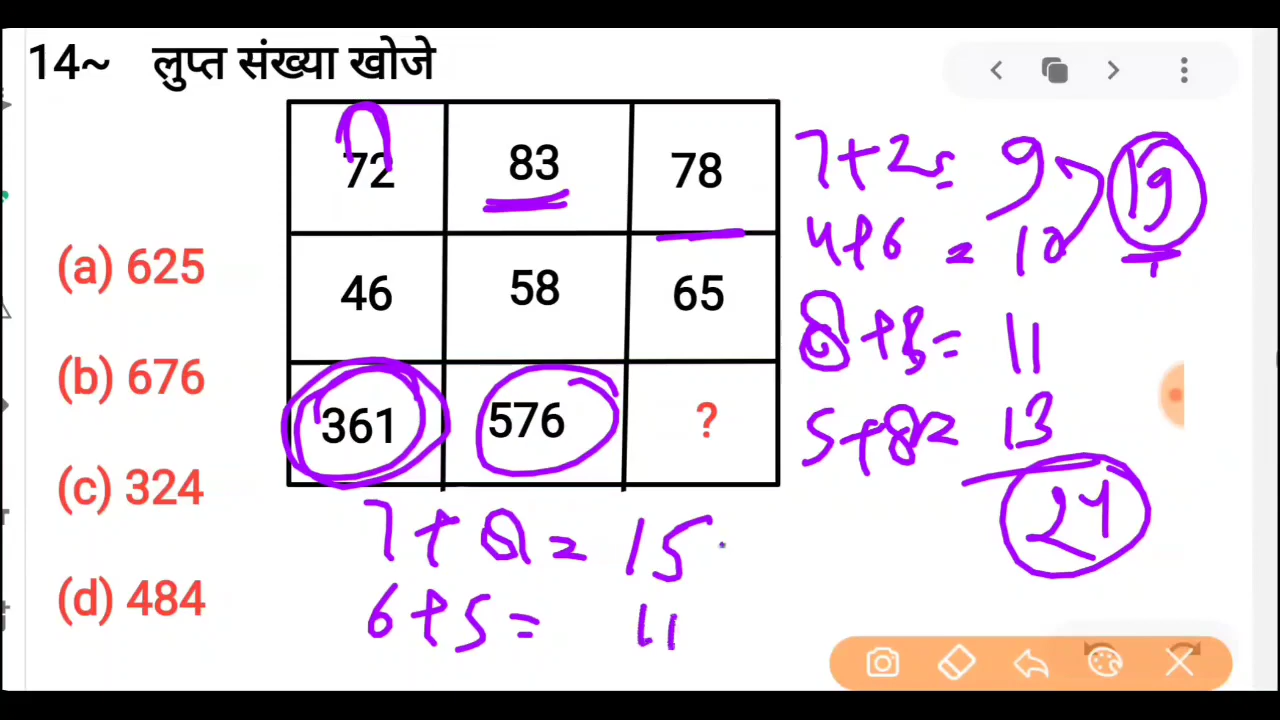 14~ लुप्त संख्या खोजे
72 83 78
46 58 65
361 576 ?
(a) 625
(b) 676
(c) 324
(d) 484
7+2= 9
4+6 = 10
19
8+3= 11
5+8= 13
24
7+8= 15
6+5= 11